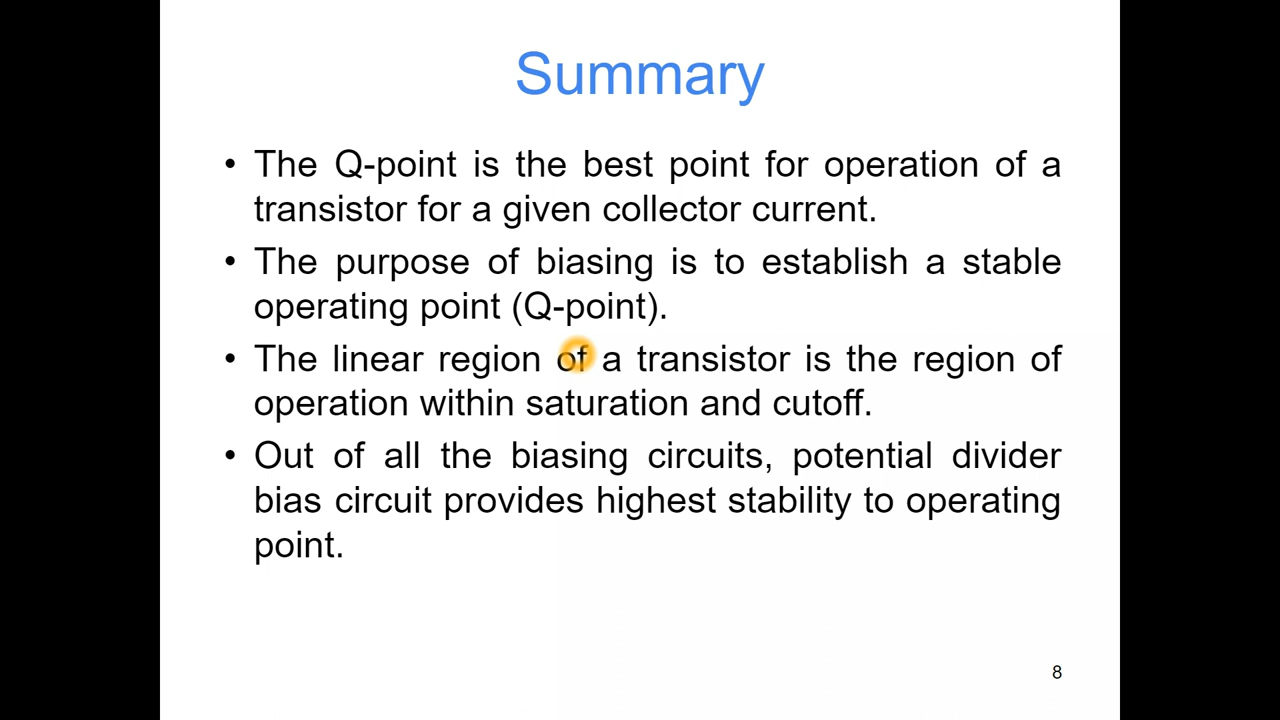 Summary
• The Q-point is the best point for operation of a
transistor for a given collector current.
• The purpose of biasing is to establish a stable
operating point (Q-point).
• The linear region of a transistor is the region of
operation within saturation and cutoff.
• Out of all the biasing circuits, potential divider
bias circuit provides highest stability to operating
point.
8